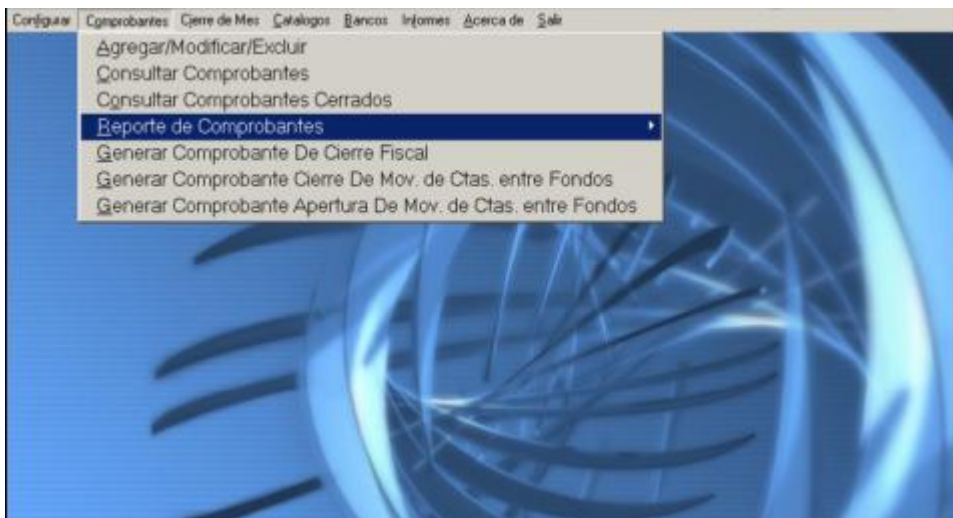 Configurar Comprobantes Cierre de Mes Catalogos Bancos Informes Acerca de Salir
Agregar/Modificar/Excluir
Consultar Comprobantes
Consultar Comprobantes Cerrados
Reporte de Comprobantes
Generar Comprobante De Cierre Fiscal
Generar Comprobante Cierre De Mov. de Ctas. entre Fondos
Generar Comprobante Apertura De Mov. de Ctas. entre Fondos